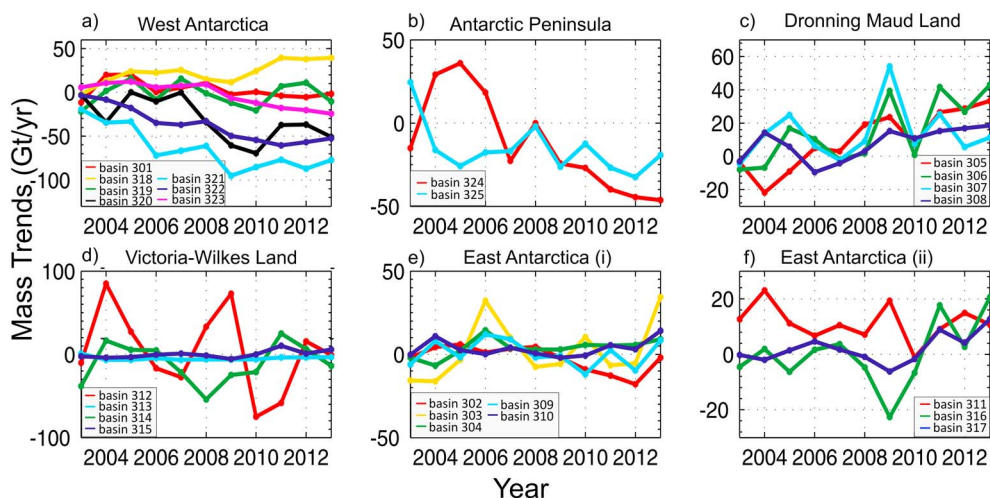 a) West Antarctica
50
0
-50
-100
basin 301
basin 318
basin 319
basin 320
basin 321
basin 322
basin 323
2004 2006 2008 2010 2012
b) Antarctic Peninsula
50
0
-50
basin 324
basin 325
2004 2006 2008 2010 2012
c) Dronning Maud Land
60
40
20
0
-20
basin 305
basin 306
basin 307
basin 308
2004 2006 2008 2010 2012
d) Victoria-Wilkes Land
100
0
-100
basin 312
basin 313
basin 314
basin 315
2004 2006 2008 2010 2012
e) East Antarctica (i)
50
0
-50
basin 302
basin 303
basin 304
basin 309
basin 310
2004 2006 2008 2010 2012
f) East Antarctica (ii)
20
0
-20
basin 311
basin 316
basin 317
2004 2006 2008 2010 2012
Mass Trends,(Gt/yr)
Year